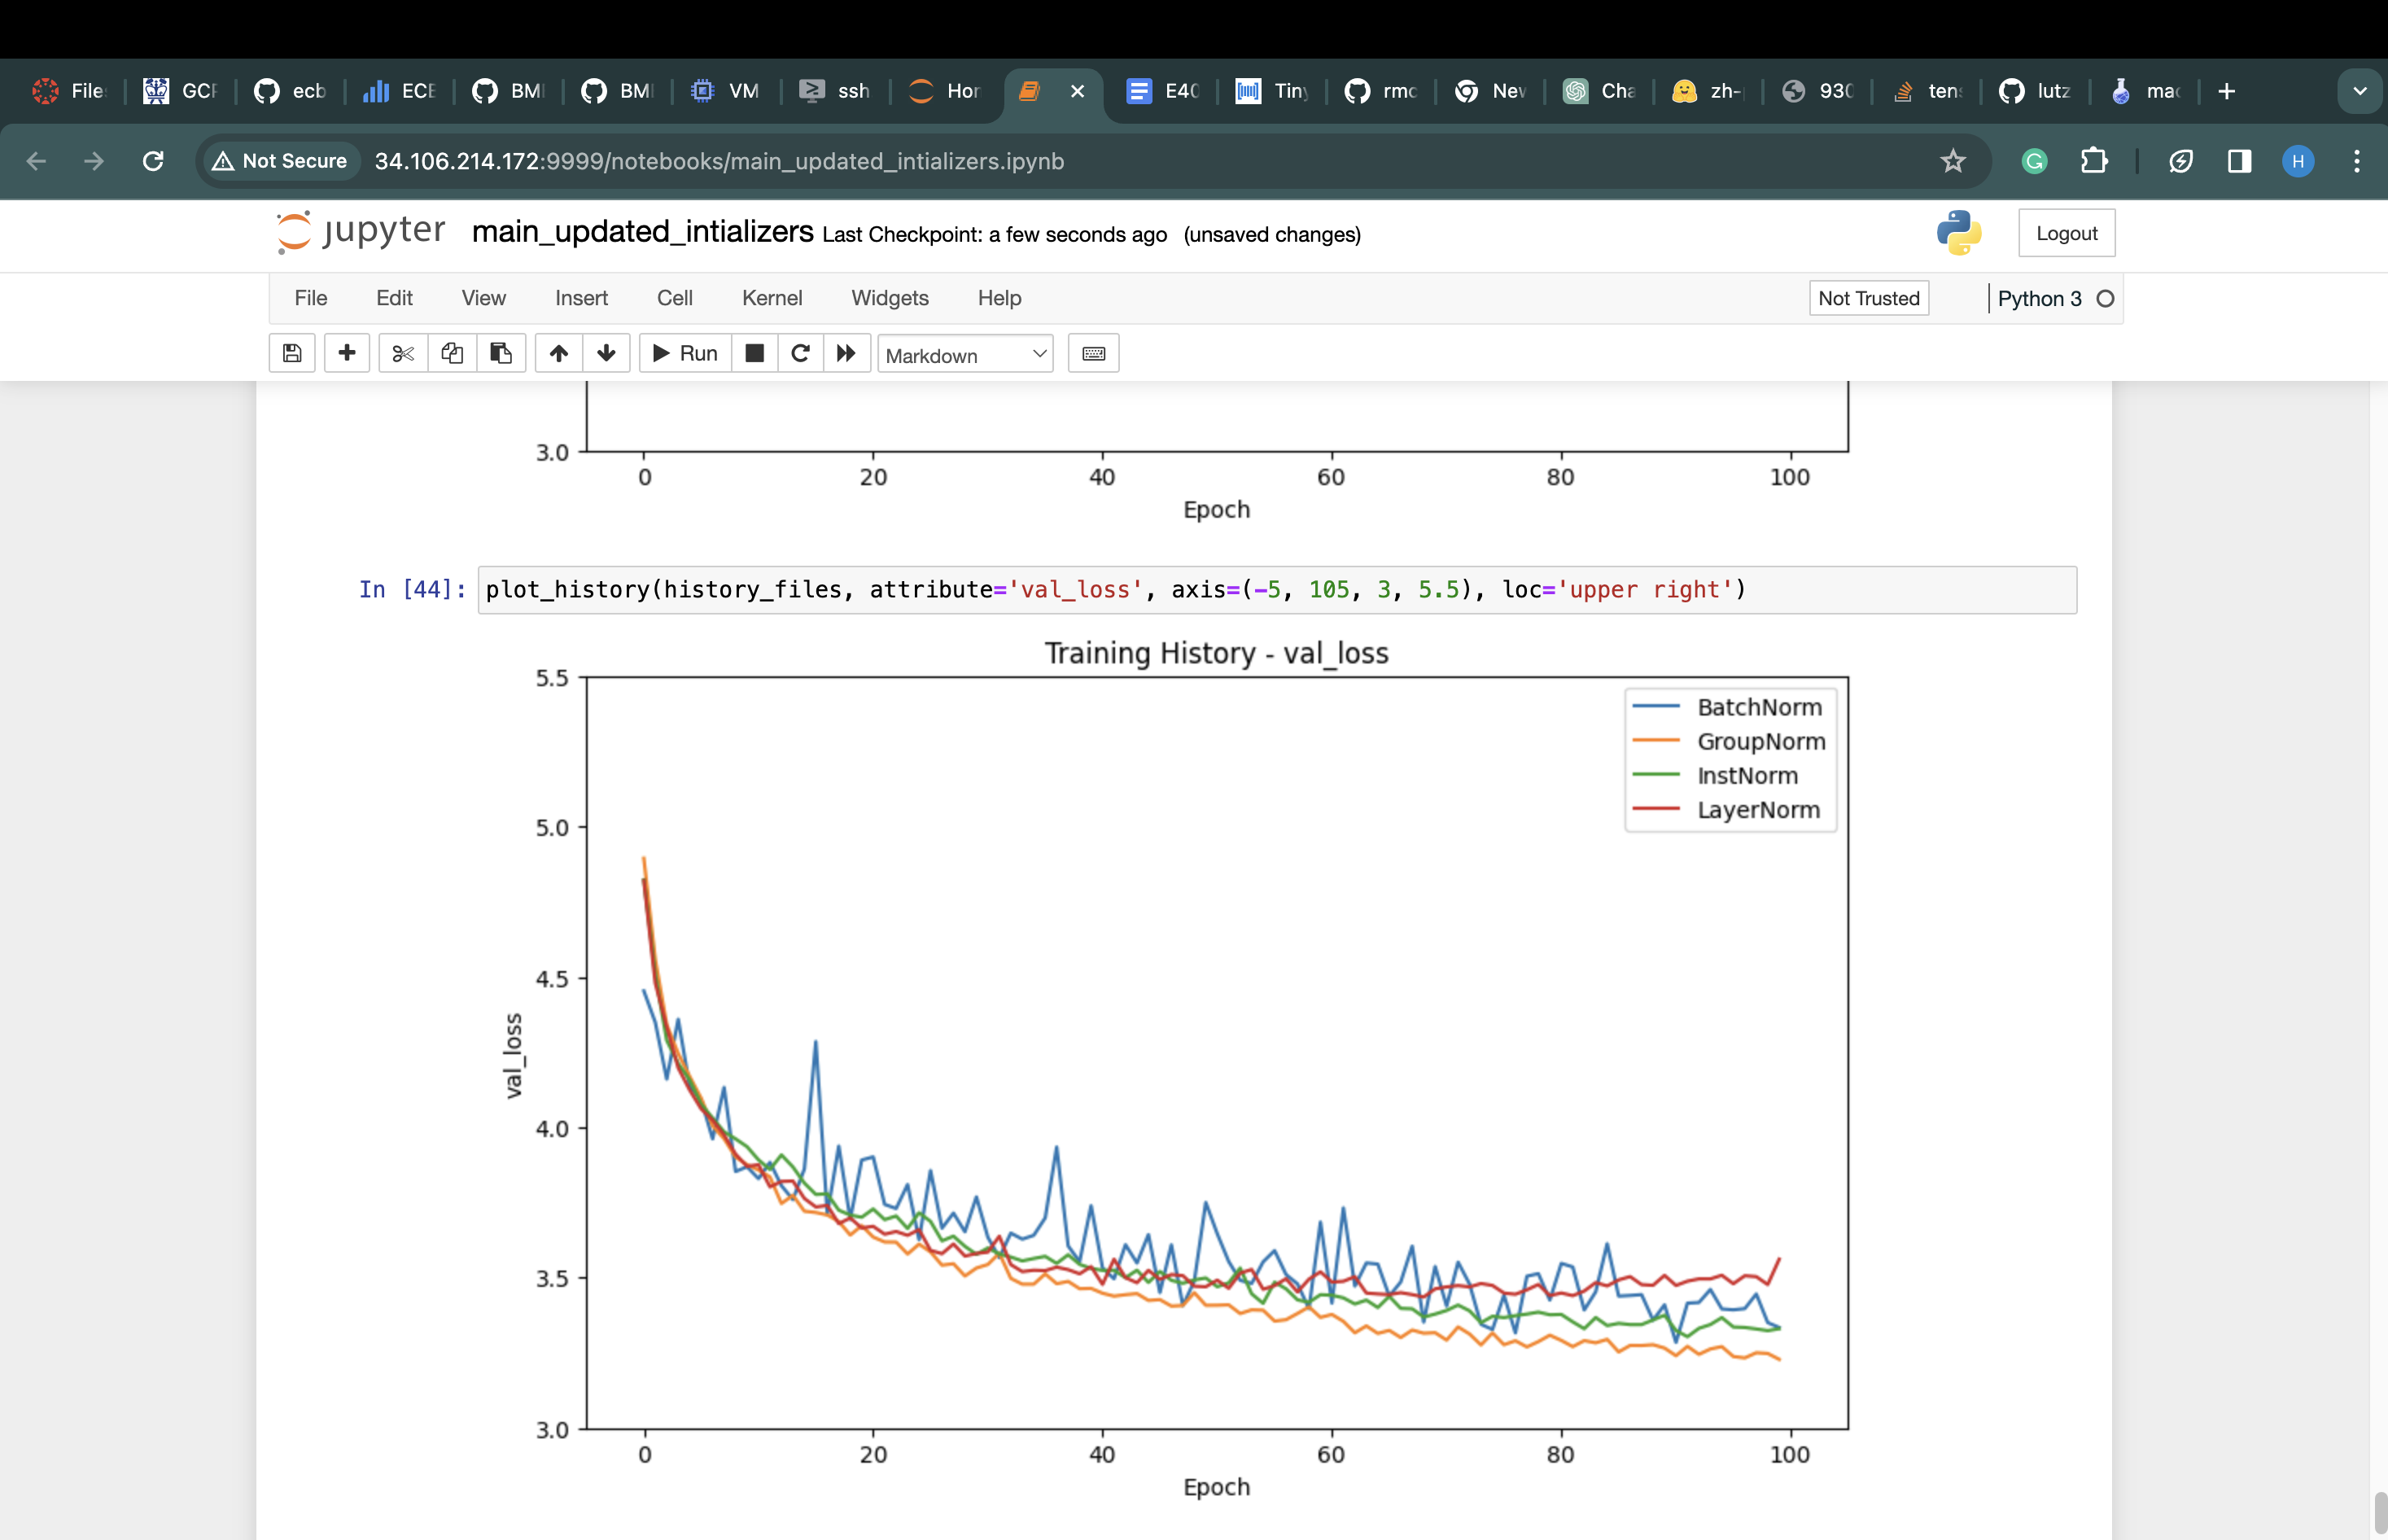 File GCP ecb ECE BMI BMI VM ssh Hor E40 Tiny rmc New Cha zh- 930 tens lutz mac
Not Secure 34.106.214.172:9999/notebooks/main_updated_intializers.ipynb H
jupyter main_updated_intializers Last Checkpoint: a few seconds ago (unsaved changes) Logout
File Edit View Insert Cell Kernel Widgets Help Not Trusted Python 3
Run Markdown
3.0
0 20 40 60 80 100
Epoch
In [44]: plot_history(history_files, attribute='val_loss', axis=(-5, 105, 3, 5.5), loc='upper right')
Training History - val_loss
5.5
BatchNorm
GroupNorm
InstNorm
LayerNorm
5.0
4.5
val_loss
4.0
3.5
3.0
0 20 40 60 80 100
Epoch